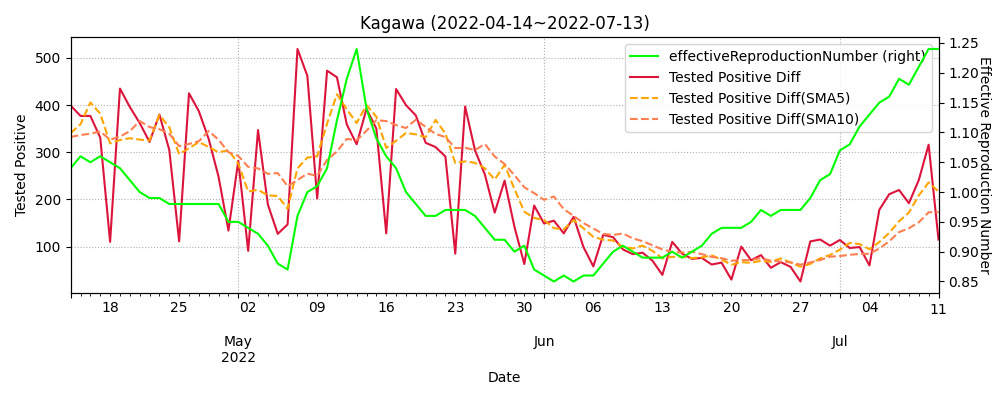 Kagawa (2022-04-14~2022-07-13)
effectiveReproductionNumber (right)
Tested Positive Diff
Tested Positive Diff(SMA5)
Tested Positive Diff(SMA10)
Tested Positive
500
400
300
200
100
1.25
1.20
1.15
1.10
1.05
1.00
0.95
0.90
0.85
Effective Reproduction Number
18 25 02 09 16 23 30 06 13 20 27 04 11
May Jun Jul
2022
Date